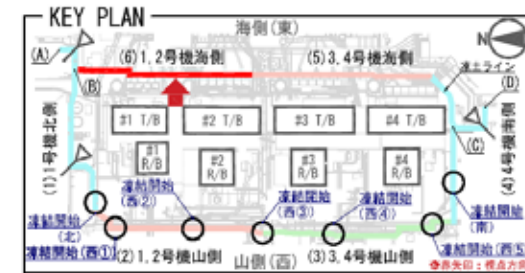 KEY PLAN
海側(東)
N
(A)
(6)1,2号機海側
(5)3,4号機海側
凍土ライン
(B)
(D)
#1 T/B
#2 T/B
#3 T/B
#4 T/B
(C)
(1)1号機北側
(4)4号機南側
#1
R/B
#2
R/B
#3
R/B
#4
R/B
凍結開始
(西②)
凍結開始
(西③)
凍結開始
(西④)
凍結開始
(南)
凍結開始
(北)
凍結開始(西①)
(2)1,2号機山側
山側(西)
(3)3,4号機山側
凍結開始(西⑤)
赤矢印:視点方向